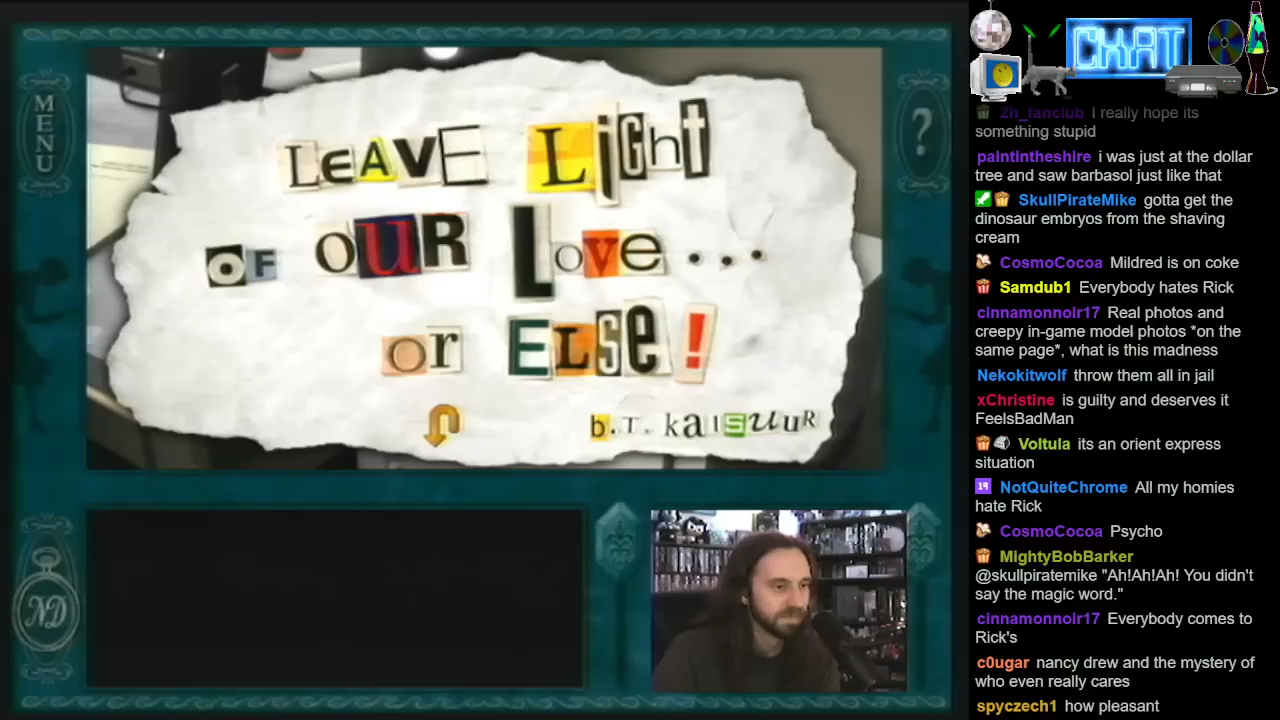 MENU
?
LEAVE LigHt
OF OUR Love...
or ELSE!
b.T. kalsuur
ND
CHAT
2h_fanclub I really hope its
something stupid
paintintheshire i was just at the dollar
tree and saw barbasol just like that
SkullPirateMike gotta get the
dinosaur embryos from the shaving
cream
CosmoCocoa Mildred is on coke
Samdub1 Everybody hates Rick
cinnamonnoir17 Real photos and
creepy in-game model photos *on the
same page*, what is this madness
Nekokitwolf throw them all in jail
xChristine is guilty and deserves it
FeelsBadMan
Voltula its an orient express
situation
19 NotQuiteChrome All my homies
hate Rick
CosmoCocoa Psycho
MightyBobBarker
@skullpiratemike "Ah!Ah!Ah! You didn't
say the magic word."
cinnamonnoir17 Everybody comes to
Rick's
c0ugar nancy drew and the mystery of
who even really cares
spyczech1 how pleasant